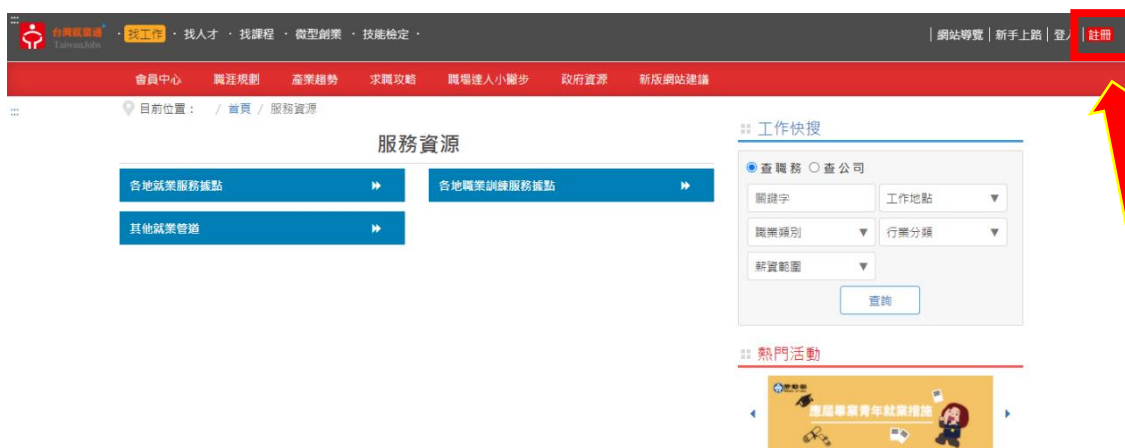 台灣就業通
TaiwanJobs
·找工作 · 找人才 · 找課程 · 微型創業 · 技能檢定 ·
| 網站導覽 | 新手上路 | 登入 | 註冊
會員中心 職涯規劃 產業趨勢 求職攻略 職場達人小撇步 政府資源 新版網站建議
:::
目前位置： / 首頁 / 服務資源
服務資源
各地就業服務據點
各地職業訓練服務據點
其他就業管道
工作快搜
查職務 查公司
關鍵字 工作地點
職業類別 行業分類
薪資範圍
查詢
熱門活動
勞動部
應屆畢業青年就業措施